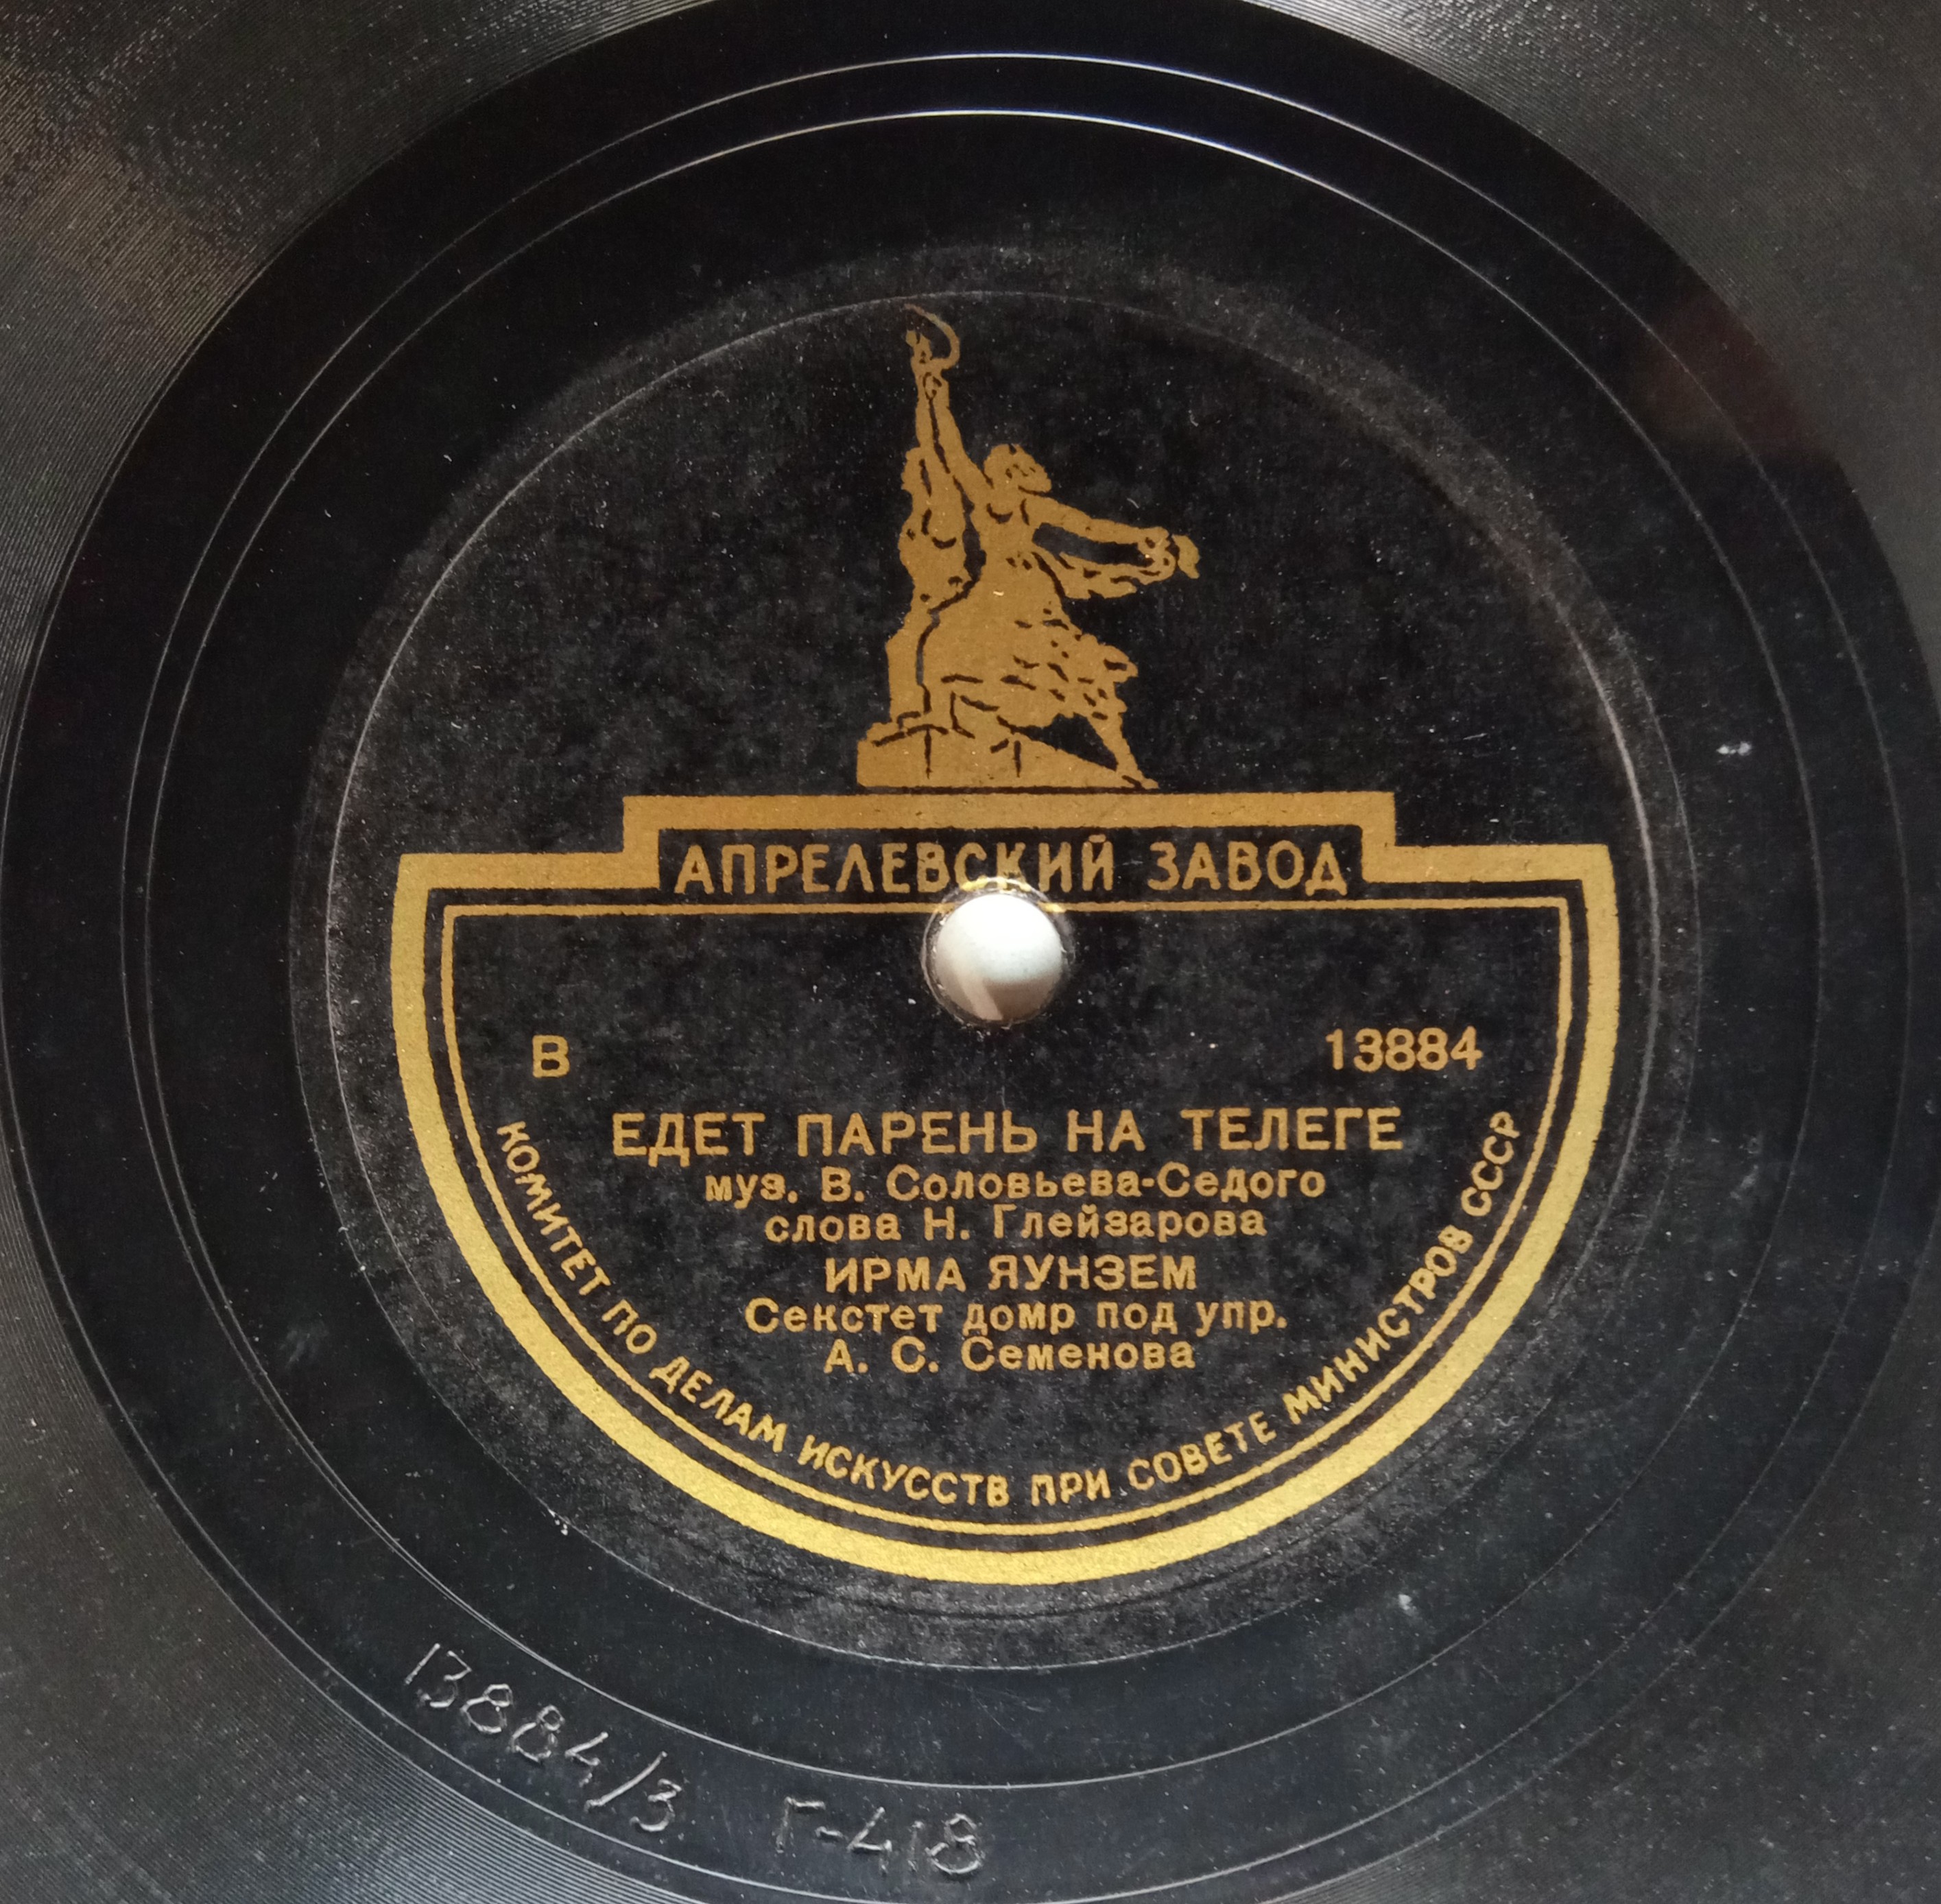 АПРЕЛЕВСКИЙ ЗАВОД
В 13884
ЕДЕТ ПАРЕНЬ НА ТЕЛЕГЕ
муз. В. Соловьева-Седого
слова Н. Глейзарова
ИРМА ЯУНЗЕМ
Секстет домр под упр.
А. С. Семенова
КОМИТЕТ ПО ДЕЛАМ ИСКУССТВ ПРИ СОВЕТЕ МИНИСТРОВ СССР
13884/3 Г-418